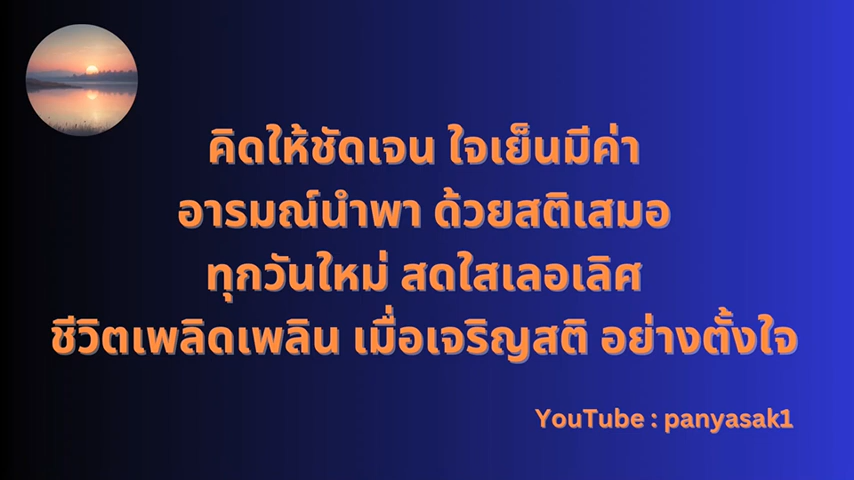 คิดให้ชัดเจน ใจเย็นมีค่า
อารมณ์นำพา ด้วยสติเสมอ
ทุกวันใหม่ สดใสเลอเลิศ
ชีวิตเพลิดเพลิน เมื่อเจริญสติ อย่างตั้งใจ
YouTube : panyasak1